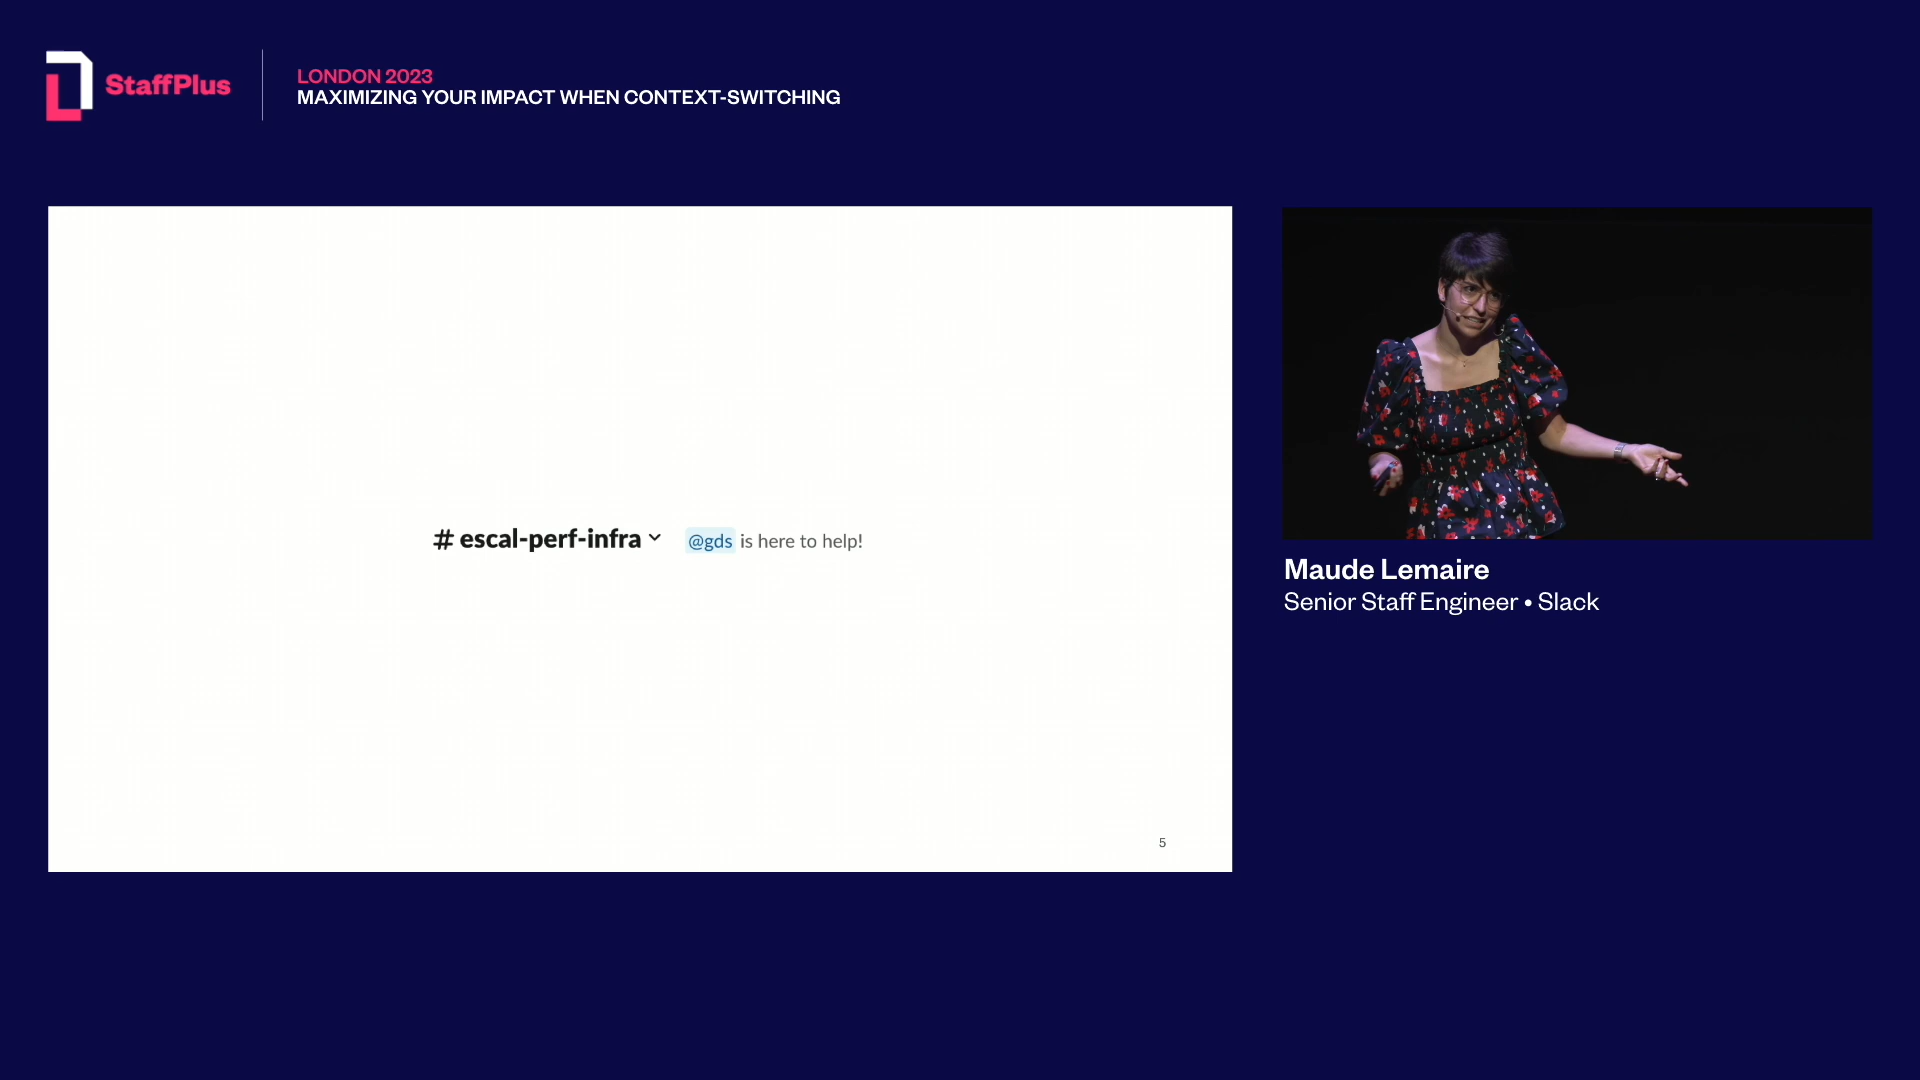 StaffPlus
LONDON 2023
MAXIMIZING YOUR IMPACT WHEN CONTEXT-SWITCHING
# escal-perf-infra @gds is here to help!
5
Maude Lemaire
Senior Staff Engineer • Slack